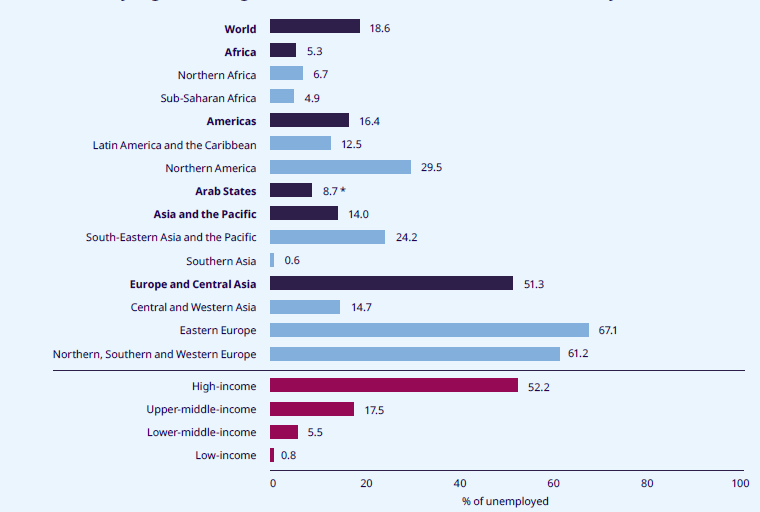 World 18.6
Africa 5.3
Northern Africa 6.7
Sub-Saharan Africa 4.9
Americas 16.4
Latin America and the Caribbean 12.5
Northern America 29.5
Arab States 8.7 *
Asia and the Pacific 14.0
South-Eastern Asia and the Pacific 24.2
Southern Asia 0.6
Europe and Central Asia 51.3
Central and Western Asia 14.7
Eastern Europe 67.1
Northern, Southern and Western Europe 61.2
High-income 52.2
Upper-middle-income 17.5
Lower-middle-income 5.5
Low-income 0.8
0 20 40 60 80 100
% of unemployed